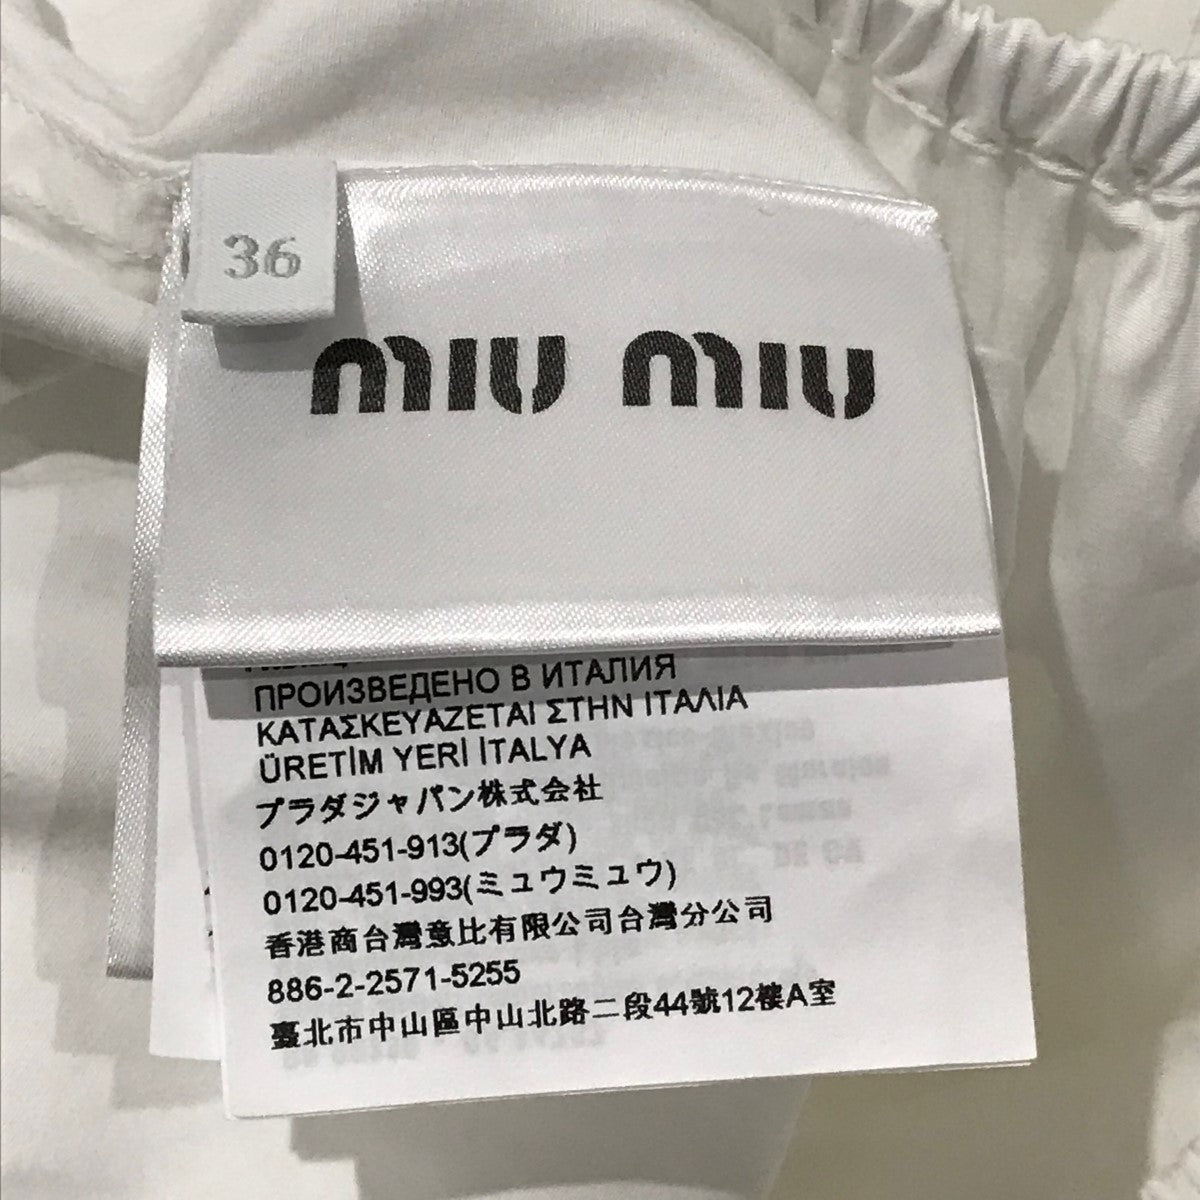 36
miu miu
ПРОИЗВЕДЕНО В ИТАЛИЯ
ΚΑΤΑΣΚΕΥΑΖΕΤΑΙ ΣΤΗΝ ΙΤΑΛΙΑ
ÜRETİM YERİ İTALYA
プラダジャパン株式会社
0120-451-913(プラダ)
0120-451-993(ミュウミュウ)
香港商台灣意比有限公司台灣分公司
886-2-2571-5255
臺北市中山區中山北路二段44號12樓A室